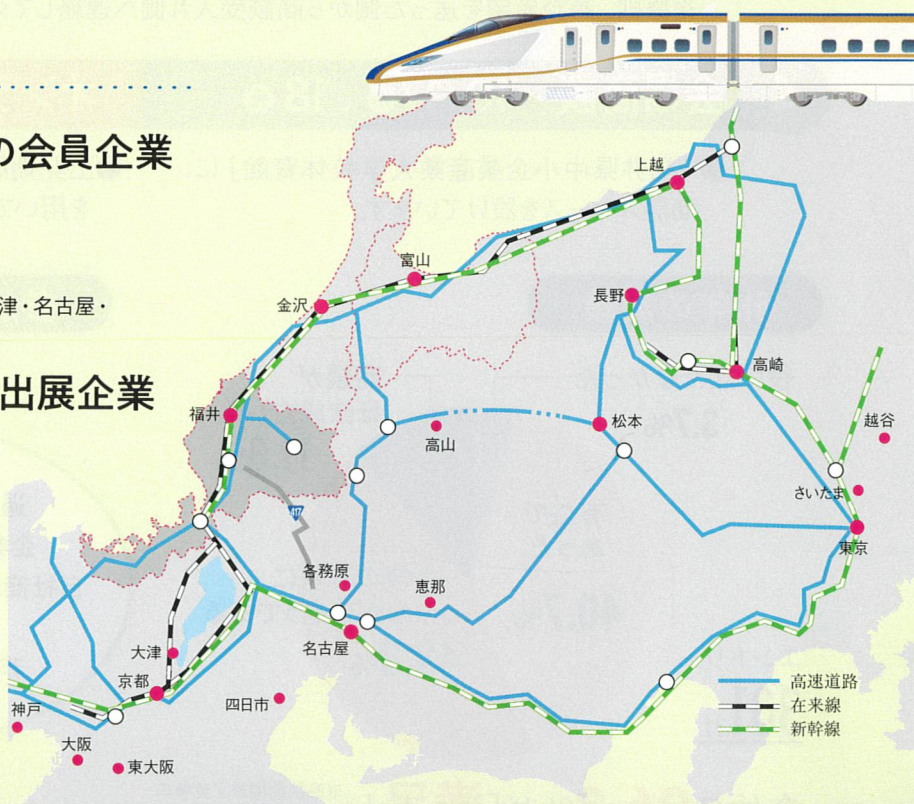 の会員企業
上越
富山
金沢
津・名古屋・
長野
高崎
出展企業
福井
高山
松本
越谷
さいたま
417
東京
各務原
恵那
名古屋
大津
京都
四日市
神戸
大阪
東大阪
高速道路
在来線
新幹線